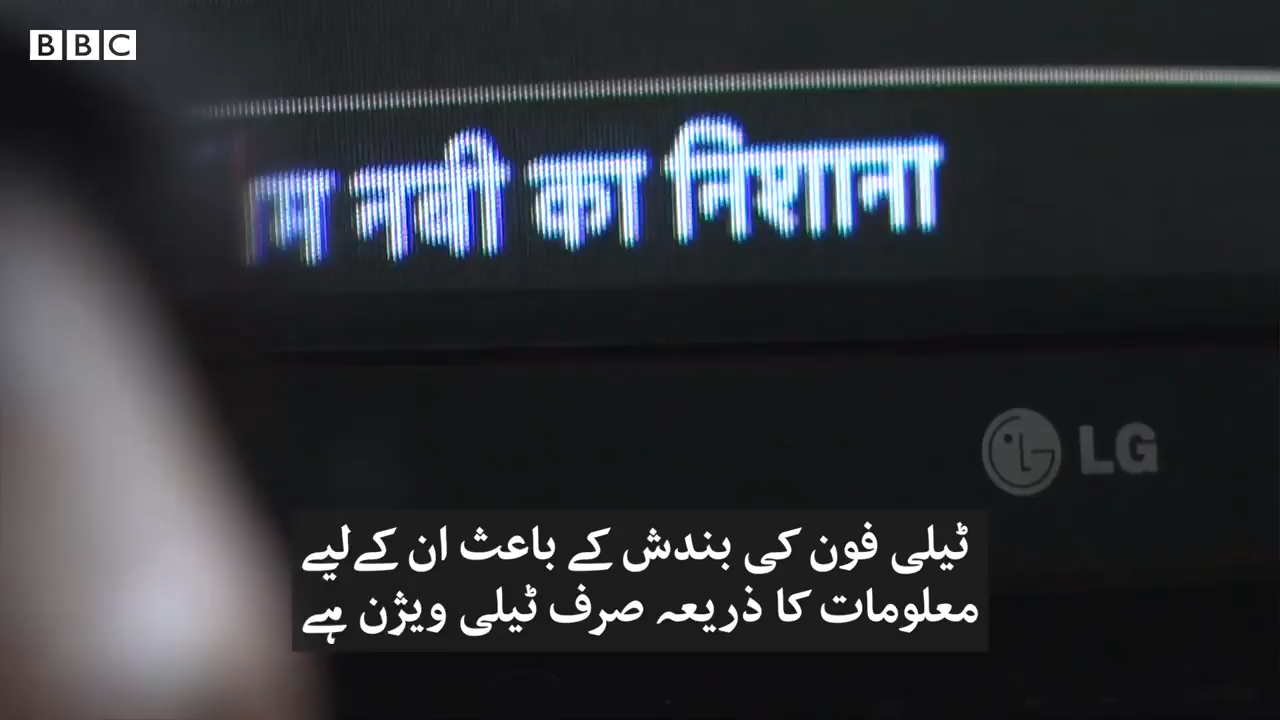 BBC
नबी का निशाना
LG
ٹیلی فون کی بندش کے باعث ان کے لیے
معلومات کا ذریعہ صرف ٹیلی ویژن ہے